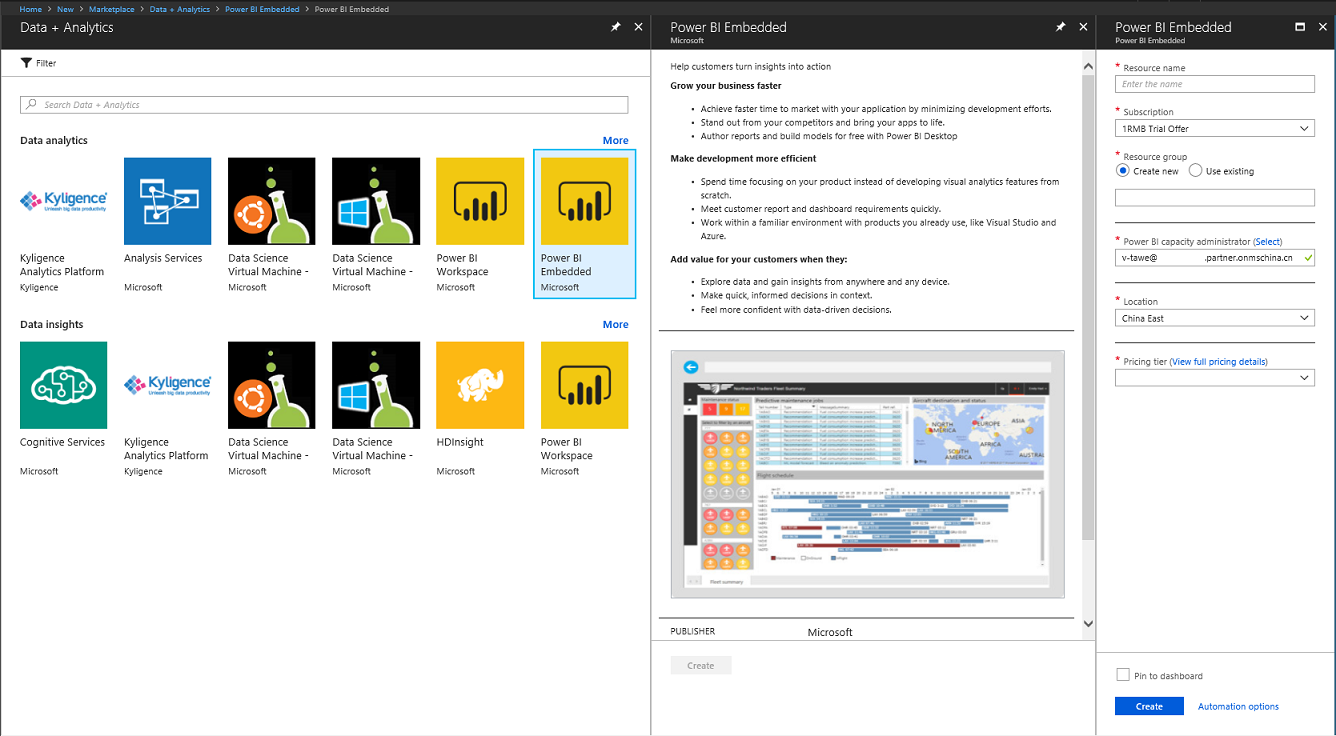 Home > New > Marketplace > Data + Analytics > Power BI Embedded > Power BI Embedded
Data + Analytics
Filter
Search Data + Analytics
Data analytics
More
Kyligence
Unleash big data productivity
Kyligence
Analytics Platform
Kyligence
Analysis Services
Microsoft
Data Science
Virtual Machine -
Microsoft
Data Science
Virtual Machine -
Microsoft
Power BI
Workspace
Microsoft
Power BI
Embedded
Microsoft
Data insights
More
Cognitive Services
Microsoft
Kyligence
Unleash big data productivity
Kyligence
Analytics Platform
Kyligence
Data Science
Virtual Machine -
Microsoft
Data Science
Virtual Machine -
Microsoft
HDInsight
Microsoft
Power BI
Workspace
Microsoft
Power BI Embedded
Microsoft
Help customers turn insights into action
Grow your business faster
• Achieve faster time to market with your application by minimizing development efforts.
• Stand out from your competitors and bring your apps to life.
• Author reports and build models for free with Power BI Desktop
Make development more efficient
• Spend time focusing on your product instead of developing visual analytics features from
scratch.
• Meet customer report and dashboard requirements quickly.
• Work within a familiar environment with products you already use, like Visual Studio and
Azure.
Add value for your customers when they:
• Explore data and gain insights from anywhere and any device.
• Make quick, informed decisions in context.
• Feel more confident with data-driven decisions.
Northwind Traders Fleet Summary
Maintenance status
Predictive maintenance jobs
Aircraft destination and status
NORTH
AMERICA
EUROPE
ASIA
AFRICA
SOUTH
AMERICA
AUSTRAL
Flight schedule
Fleet summary
PUBLISHER
Microsoft
Create
Power BI Embedded
Power BI Embedded
* Resource name
Enter the name
* Subscription
1RMB Trial Offer
* Resource group
Create new
Use existing
* Power BI capacity administrator (Select)
v-tawe@ .partner.onmschina.cn
* Location
China East
* Pricing tier (View full pricing details)
Pin to dashboard
Create
Automation options